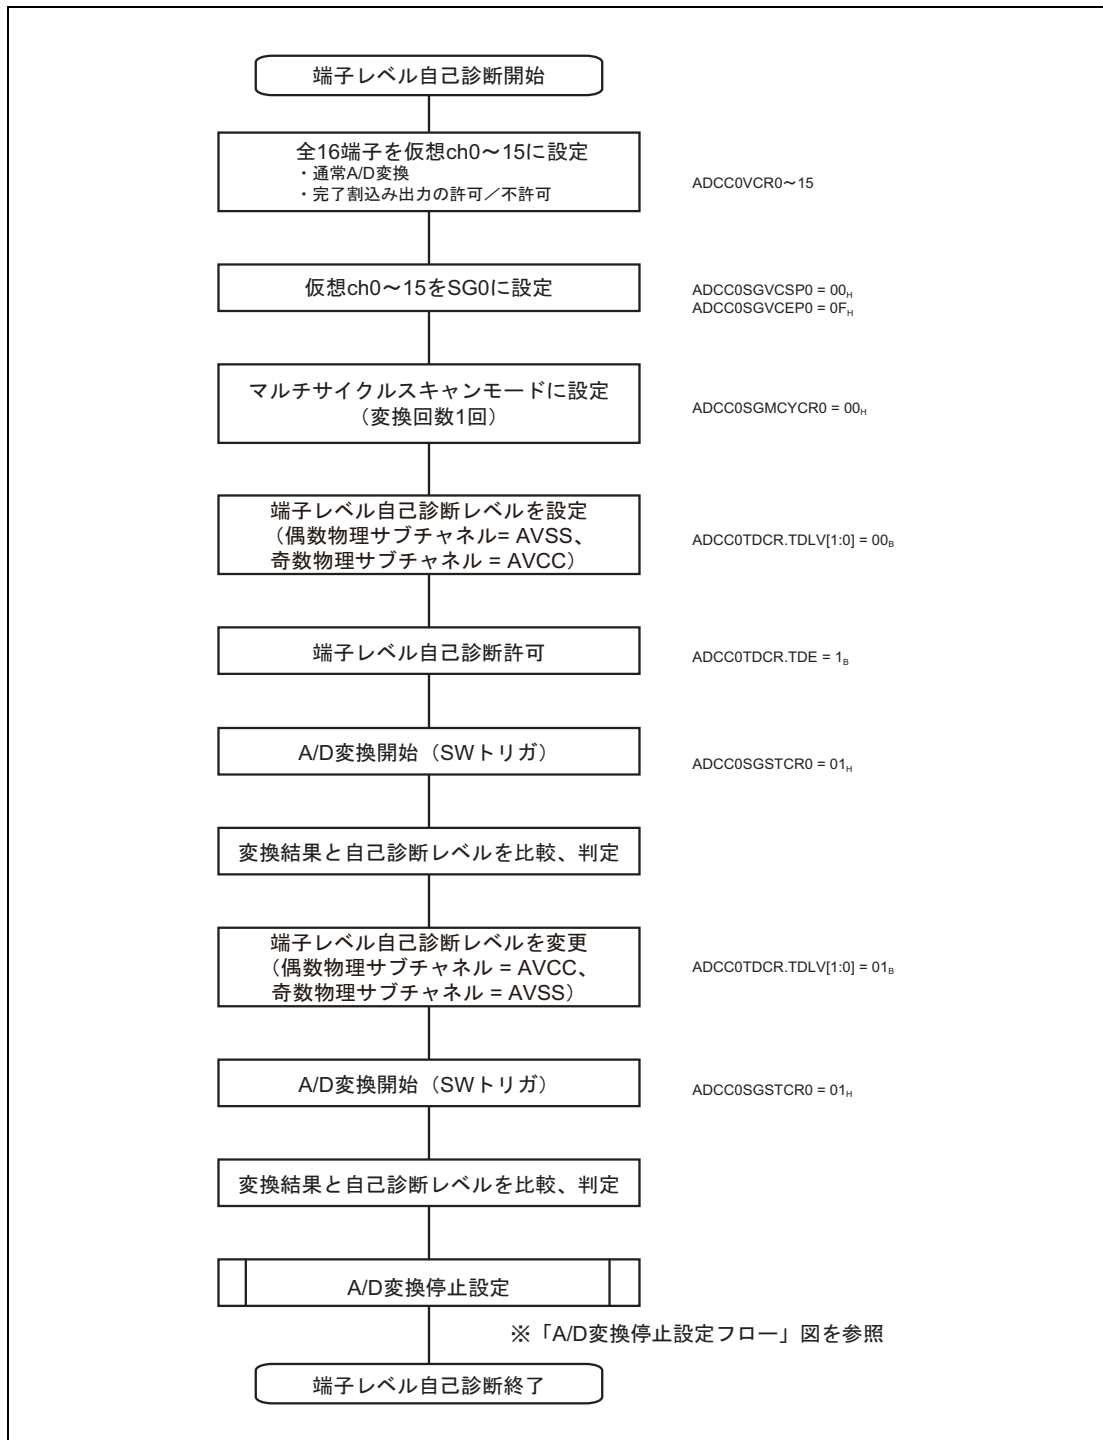 端子レベル自己診断開始
全16端子を仮想ch0～15に設定
・通常A/D変換
・完了割込み出力の許可／不許可
ADCC0VCR0～15
仮想ch0～15をSG0に設定
ADCC0SGVCSP0 = 00H
ADCC0SGVCEP0 = 0FH
マルチサイクルスキャンモードに設定
（変換回数1回）
ADCC0SGMCYCR0 = 00H
端子レベル自己診断レベルを設定
（偶数物理サブチャネル= AVSS、
奇数物理サブチャネル = AVCC）
ADCC0TDCR.TDLV[1:0] = 00B
端子レベル自己診断許可
ADCC0TDCR.TDE = 1B
A/D変換開始（SWトリガ）
ADCC0SGSTCR0 = 01H
変換結果と自己診断レベルを比較、判定
端子レベル自己診断レベルを変更
（偶数物理サブチャネル = AVCC、
奇数物理サブチャネル = AVSS）
ADCC0TDCR.TDLV[1:0] = 01B
A/D変換開始（SWトリガ）
ADCC0SGSTCR0 = 01H
変換結果と自己診断レベルを比較、判定
A/D変換停止設定
※「A/D変換停止設定フロー」図を参照
端子レベル自己診断終了